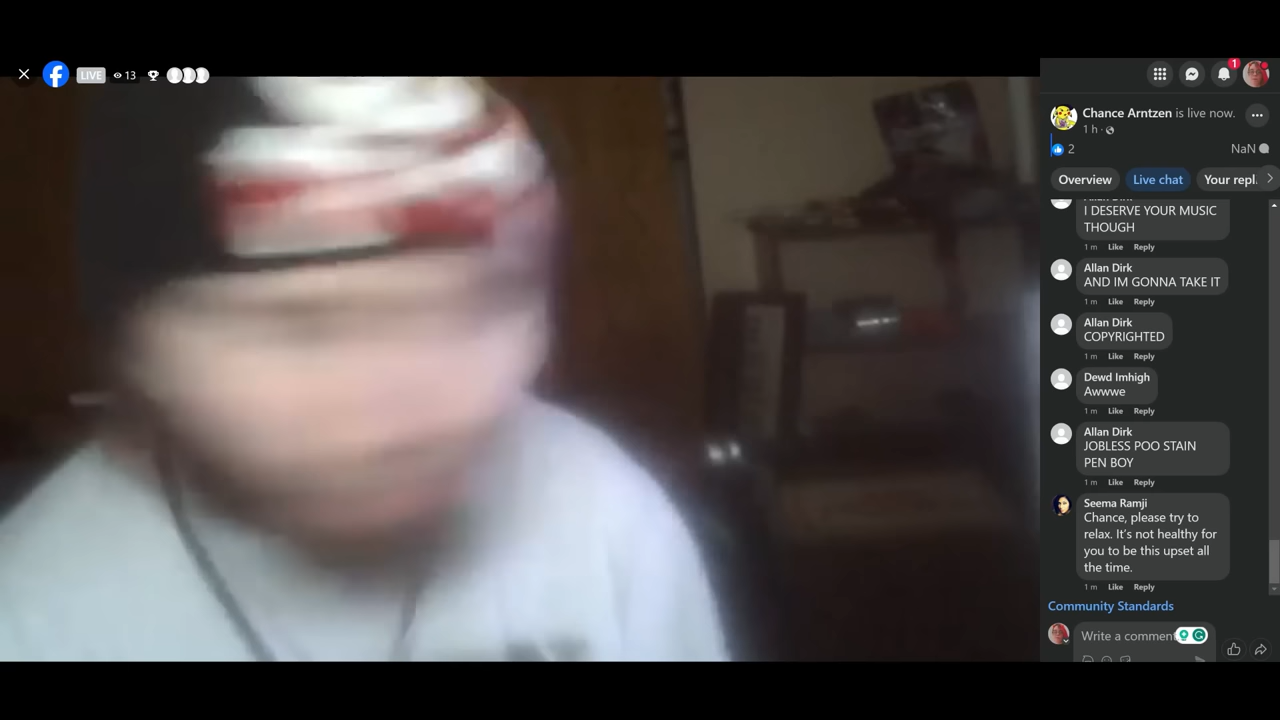 LIVE
13
1
Chance Arntzen is live now.
1 h ·
2
NaN
Overview
Live chat
Your repl
I DESERVE YOUR MUSIC
THOUGH
1 m Like Reply
Allan Dirk
AND IM GONNA TAKE IT
1 m Like Reply
Allan Dirk
COPYRIGHTED
1 m Like Reply
Dewd Imhigh
Awwwe
1 m Like Reply
Allan Dirk
JOBLESS POO STAIN
PEN BOY
1 m Like Reply
Seema Ramji
Chance, please try to
relax. It's not healthy for
you to be this upset all
the time.
1 m Like Reply
Community Standards
Write a comment